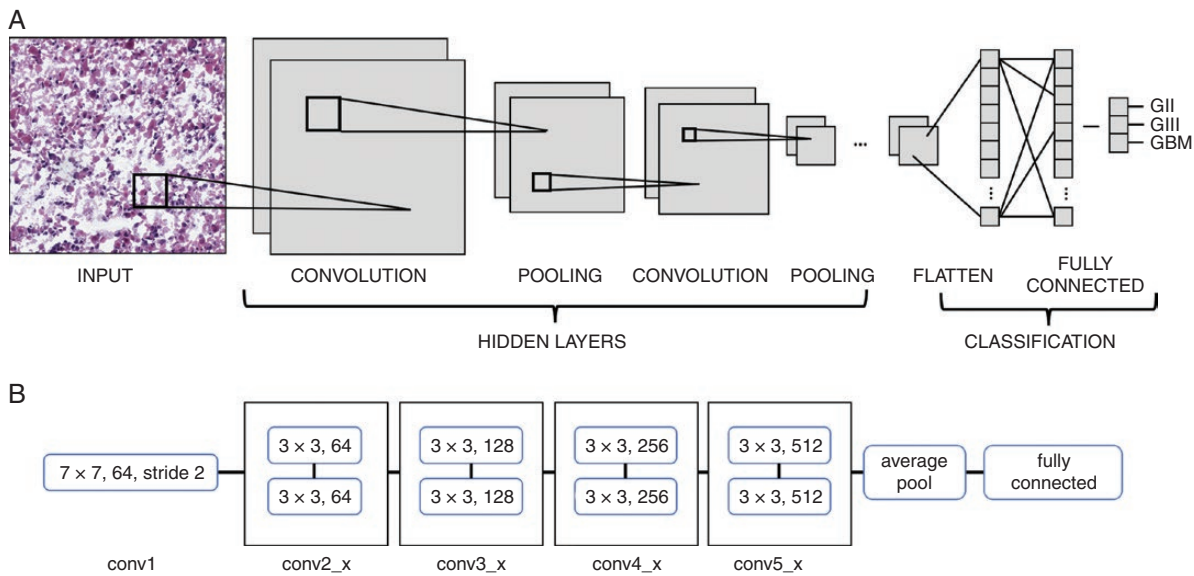 A
GII
GIII
GBM
INPUT
CONVOLUTION
POOLING
CONVOLUTION
POOLING
FLATTEN
FULLY
CONNECTED
HIDDEN LAYERS
CLASSIFICATION
B
7 × 7, 64, stride 2
3 × 3, 64
3 × 3, 64
3 × 3, 128
3 × 3, 128
3 × 3, 256
3 × 3, 256
3 × 3, 512
3 × 3, 512
average
pool
fully
connected
conv1
conv2_x
conv3_x
conv4_x
conv5_x